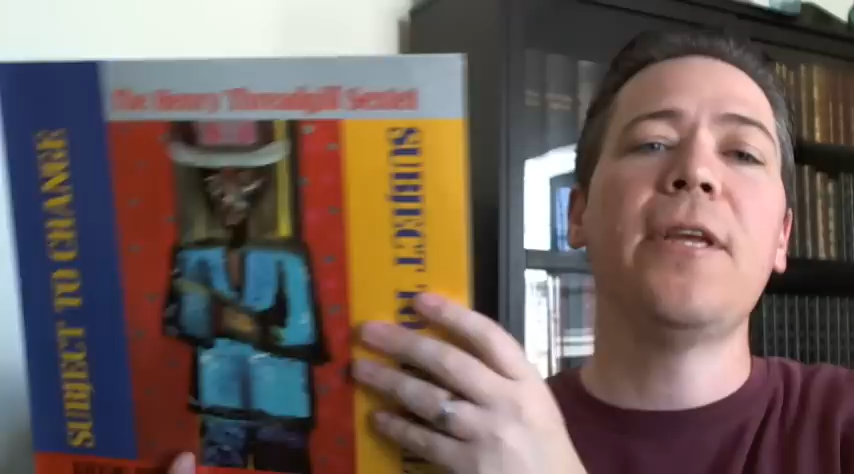 The Henry Threadgill Sextet
SUBJECT TO CHANGE
SUBJECT TO